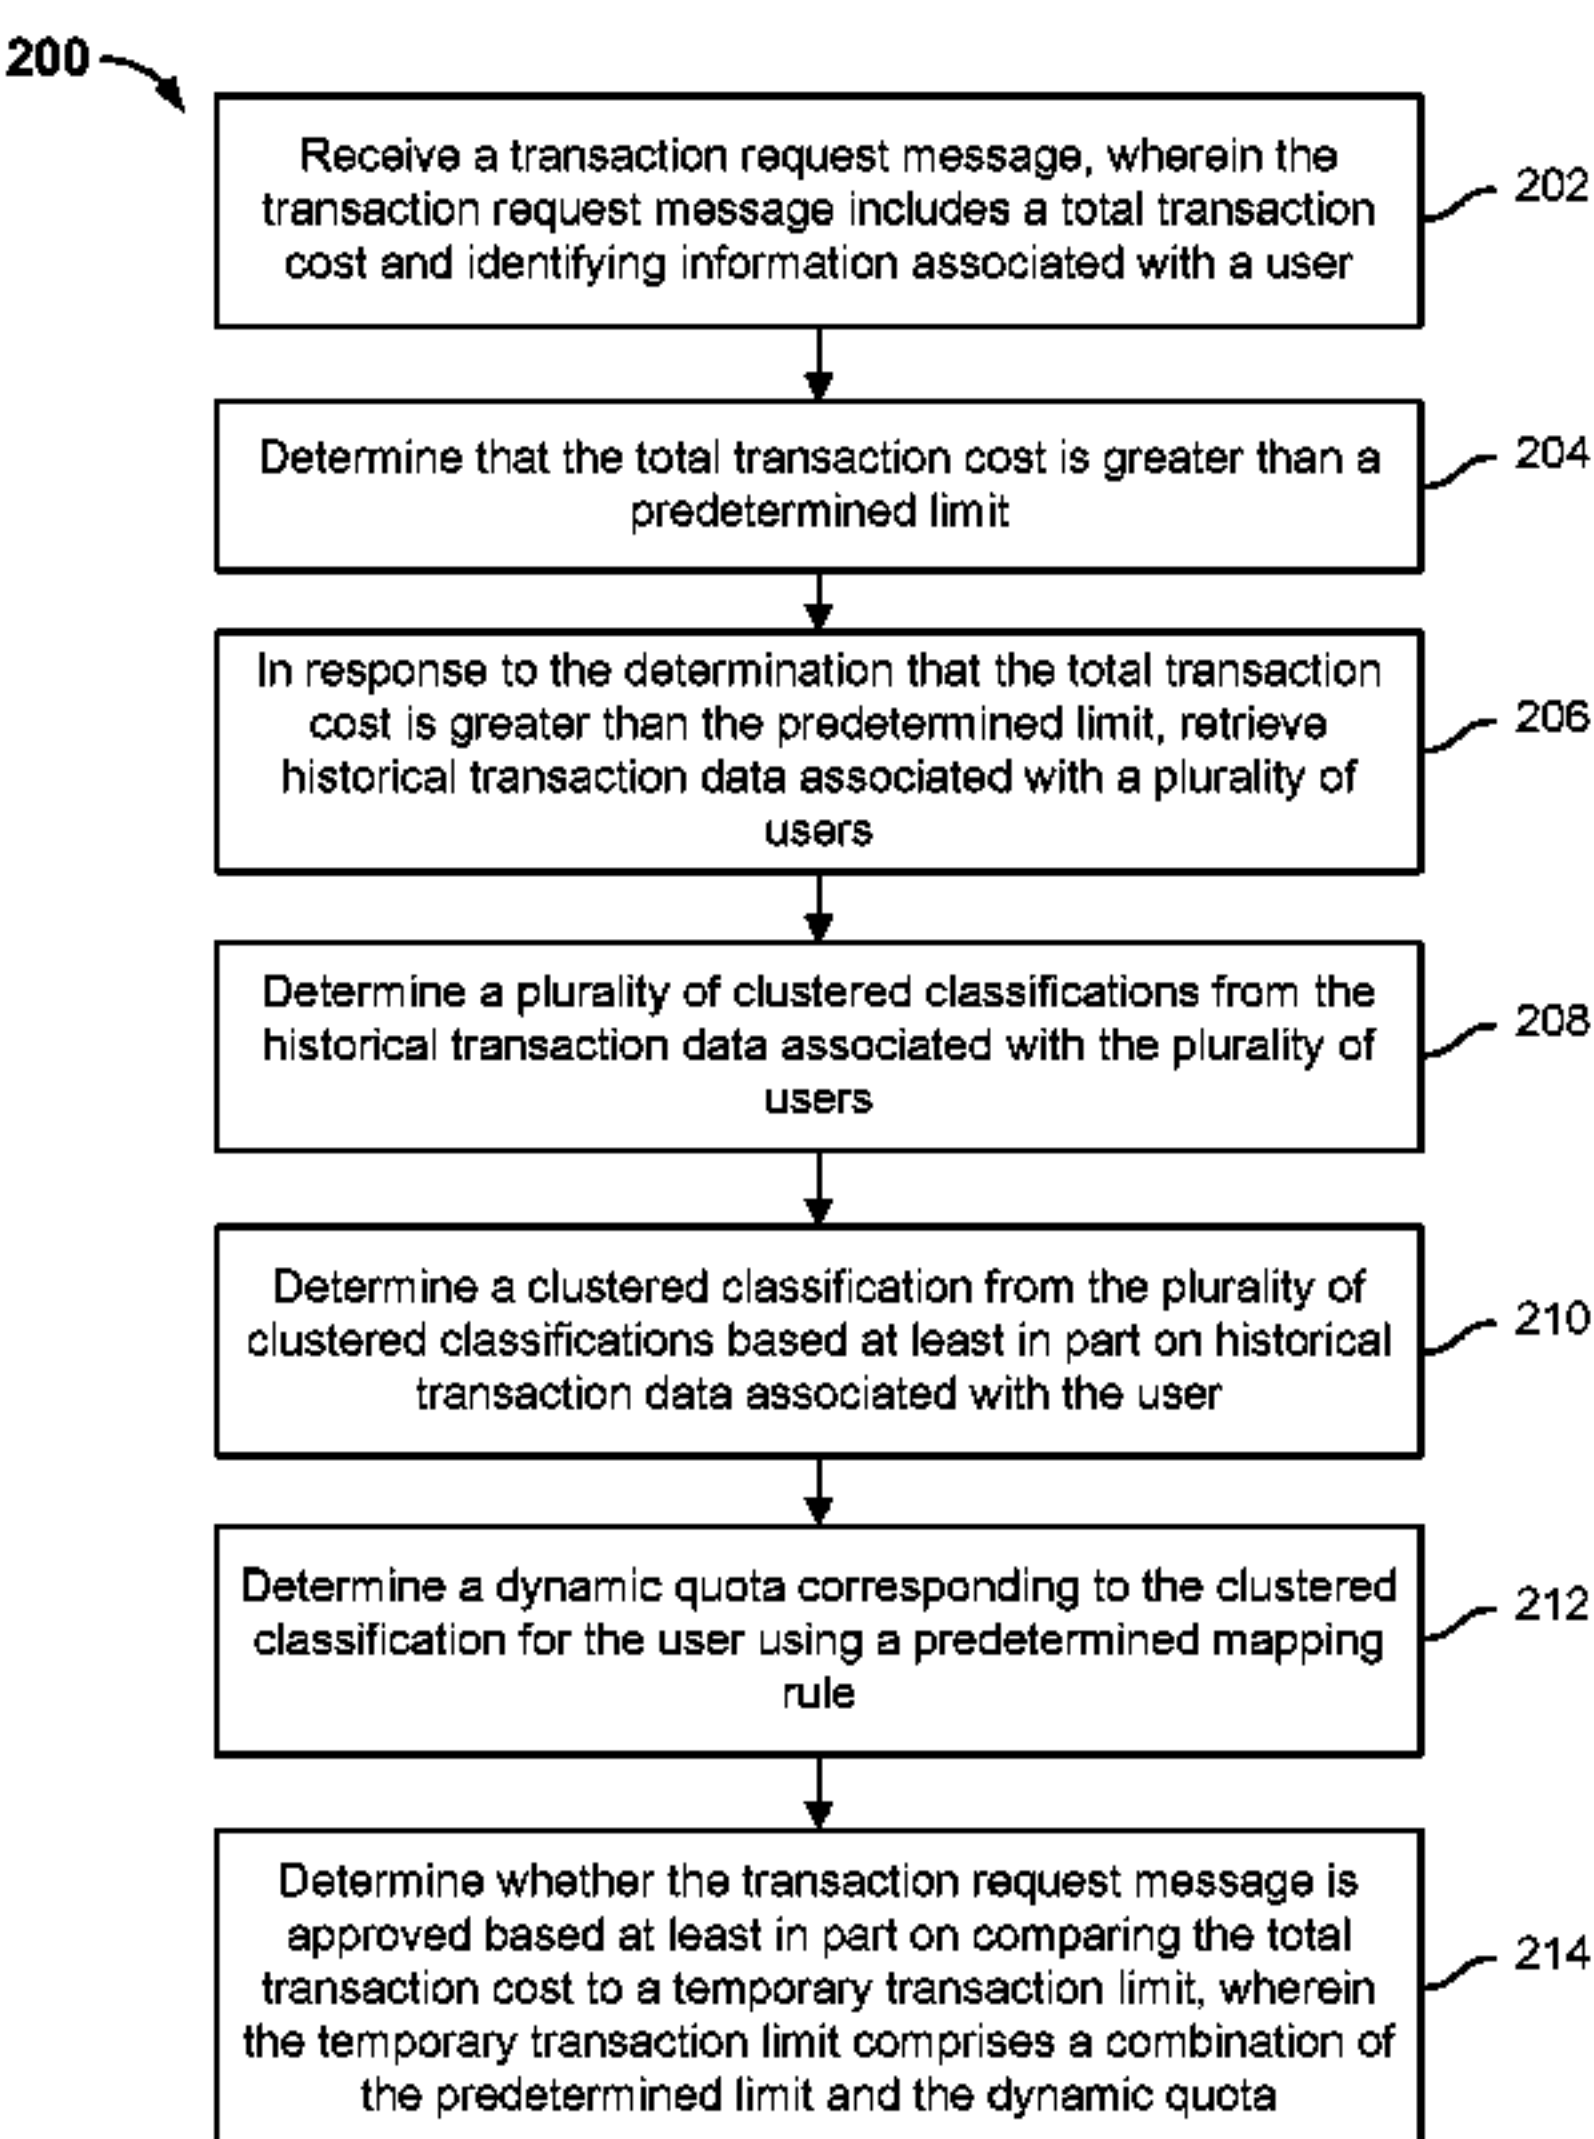 200
Receive a transaction request message, wherein the
transaction request message includes a total transaction
cost and identifying information associated with a user
202
Determine that the total transaction cost is greater than a
predetermined limit
204
In response to the determination that the total transaction
cost is greater than the predetermined limit, retrieve
historical transaction data associated with a plurality of
users
206
Determine a plurality of clustered classifications from the
historical transaction data associated with the plurality of
users
208
Determine a clustered classification from the plurality of
clustered classifications based at least in part on historical
transaction data associated with the user
210
Determine a dynamic quota corresponding to the clustered
classification for the user using a predetermined mapping
rule
212
Determine whether the transaction request message is
approved based at least in part on comparing the total
transaction cost to a temporary transaction limit, wherein
the temporary transaction limit comprises a combination of
the predetermined limit and the dynamic quota
214